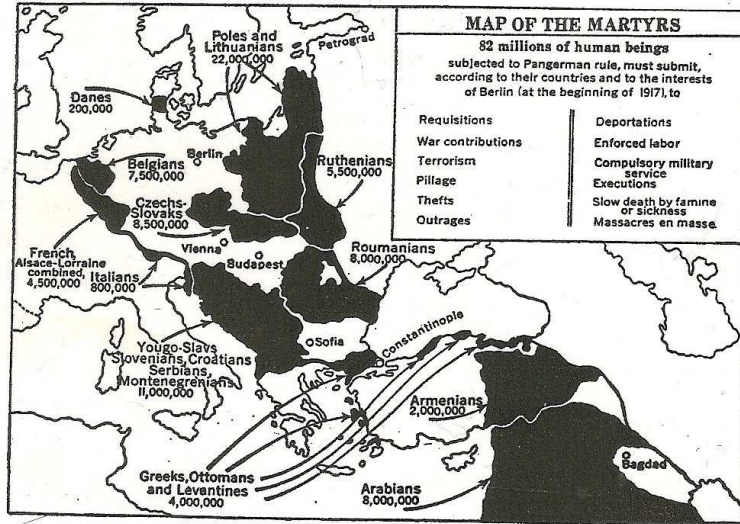 MAP OF THE MARTYRS
82 millions of human beings
subjected to Pangerman rule, must submit,
according to their countries and to the interests
of Berlin (at the beginning of 1917), to
Requisitions
War contributions
Terrorism
Pillage
Thefts
Outrages
Deportations
Enforced labor
Compulsory military
service
Executions
Slow death by famine
or sickness
Massacres en masse.
Poles and
Lithuanians
22,000,000
Petrograd
Danes
200,000
Belgians
7,500,000
Berlin
Ruthenians
5,500,000
Czechs-
Slovaks
8,500,000
Vienna
Budapest
French,
Alsace-Lorraine
combined,
4,500,000
Italians
800,000
Roumanians
8,000,000
Yougo-Slavs
Slovenians, Croatians
Serbians,
Montenegrenians
11,000,000
Sofia
Constantinople
Armenians
2,000,000
Greeks, Ottomans
and Levantines
4,000,000
Arabians
8,000,000
Bagdad